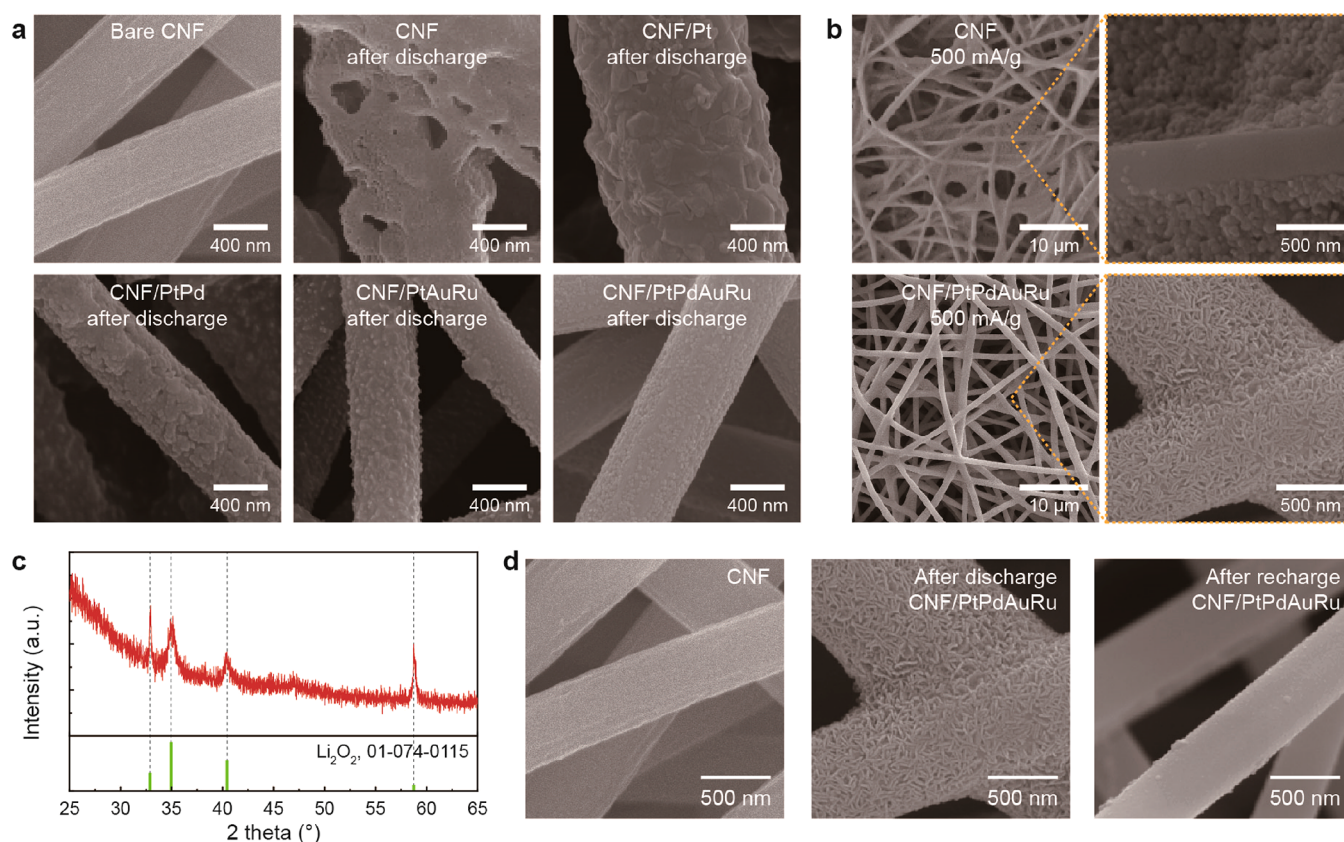 a
Bare CNF
400 nm
CNF
after discharge
400 nm
CNF/Pt
after discharge
400 nm
CNF/PtPd
after discharge
400 nm
CNF/PtAuRu
after discharge
400 nm
CNF/PtPdAuRu
after discharge
400 nm
b
CNF
500 mA/g
10 µm
500 nm
CNF/PtPdAuRu
500 mA/g
10 µm
500 nm
c
Intensity (a.u.)
Li₂O₂, 01-074-0115
25 30 35 40 45 50 55 60 65
2 theta (°)
d
CNF
500 nm
After discharge
CNF/PtPdAuRu
500 nm
After recharge
CNF/PtPdAuRu
500 nm